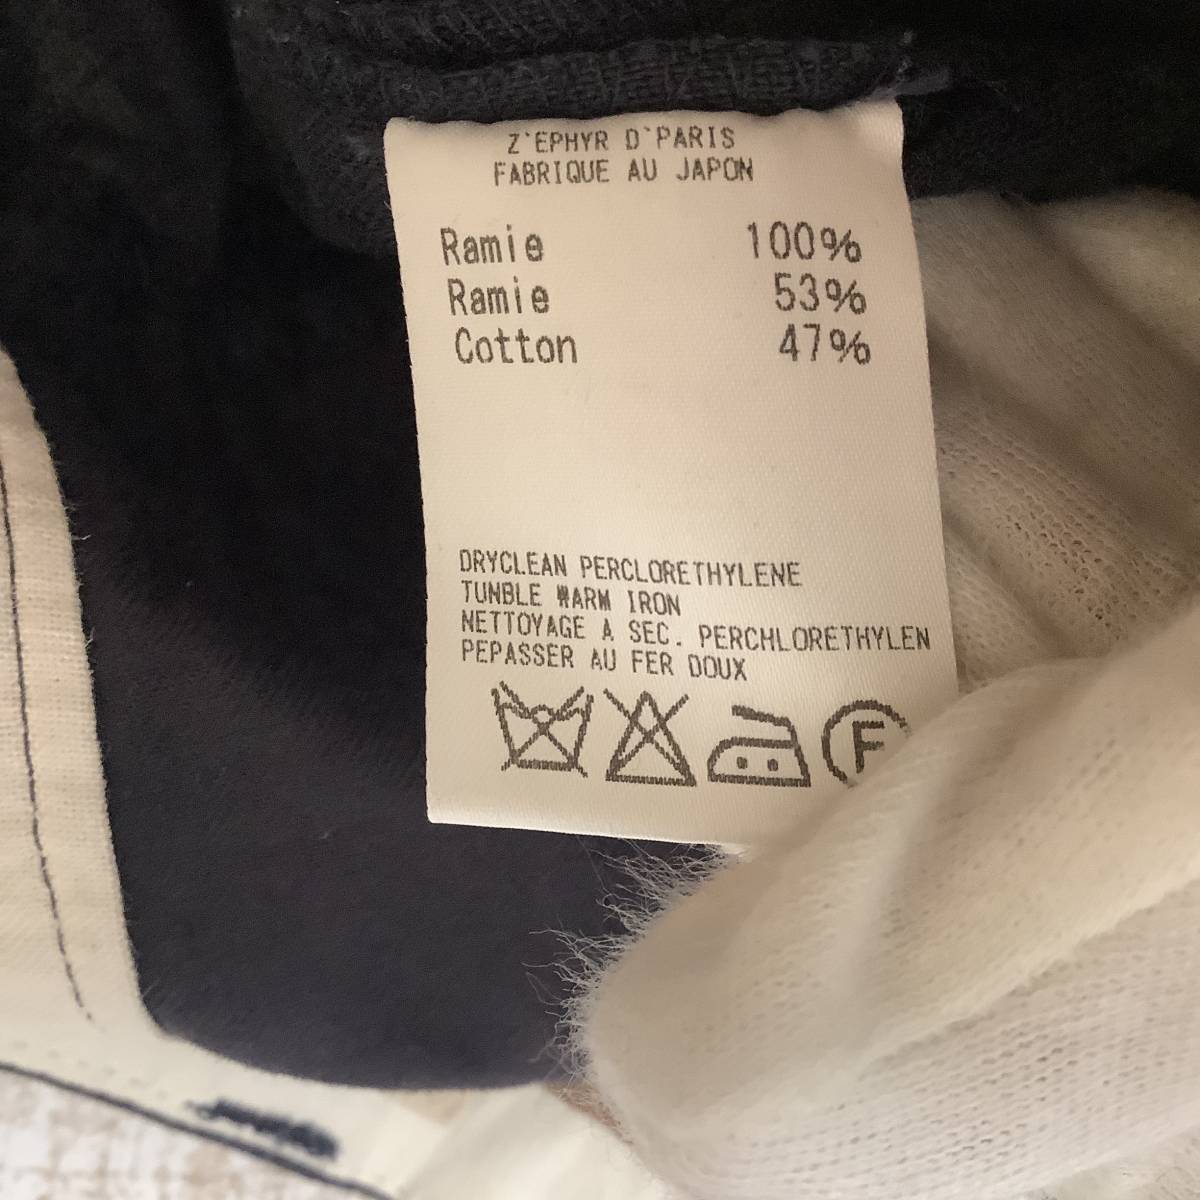 Z'EPHYR D'PARIS
FABRIQUE AU JAPON
Ramie 100%
Ramie 53%
Cotton 47%
DRYCLEAN PERCLORETHYLENE
TUNBLE WARM IRON
NETTOYAGE A SEC. PERCHLORETHYLEN
PEPASSER AU FER DOUX
F